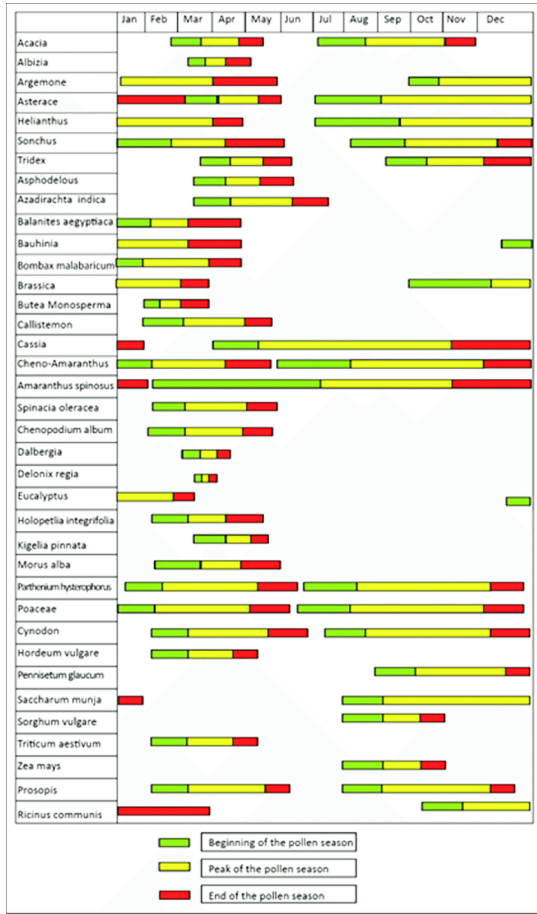 Jan Feb Mar Apr May Jun Jul Aug Sep Oct Nov Dec
Acacia
Albizia
Argemone
Asterace
Helianthus
Sonchus
Tridex
Asphodelous
Azadirachta indica
Balanites aegyptiaca
Bauhinia
Bombax malabaricum
Brassica
Butea Monosperma
Callistemon
Cassia
Cheno-Amaranthus
Amaranthus spinosus
Spinacia oleracea
Chenopodium album
Dalbergia
Delonix regia
Eucalyptus
Holopetlia integrifolia
Kigelia pinnata
Morus alba
Parthenium hysterophorus
Poaceae
Cynodon
Hordeum vulgare
Pennisetum glaucum
Saccharum munja
Sorghum vulgare
Triticum aestivum
Zea mays
Prosopis
Ricinus communis
Beginning of the pollen season
Peak of the pollen season
End of the pollen season